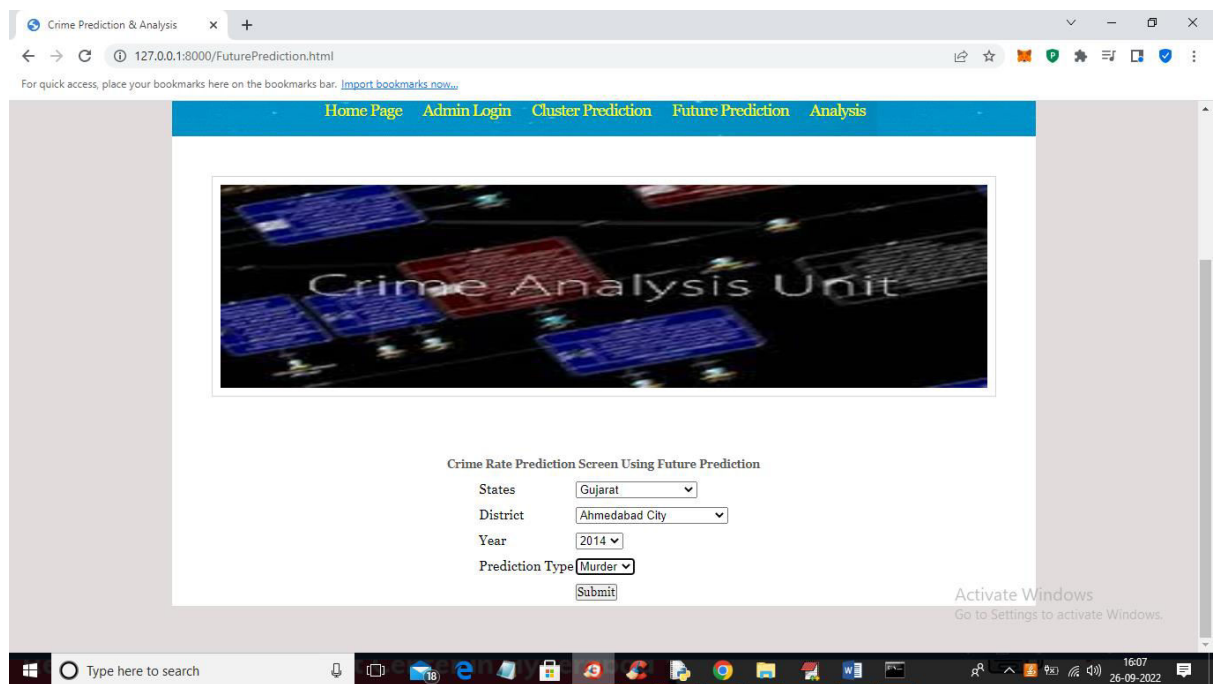 Crime Prediction & Analysis
127.0.0.1:8000/FuturePrediction.html
For quick access, place your bookmarks here on the bookmarks bar. Import bookmarks now...
Home Page Admin Login Cluster Prediction Future Prediction Analysis
Crime Analysis Unit
Crime Rate Prediction Screen Using Future Prediction
States Gujarat
District Ahmedabad City
Year 2014
Prediction Type Murder
Submit
Activate Windows
Go to Settings to activate Windows.
Type here to search
18
16:07
26-09-2022